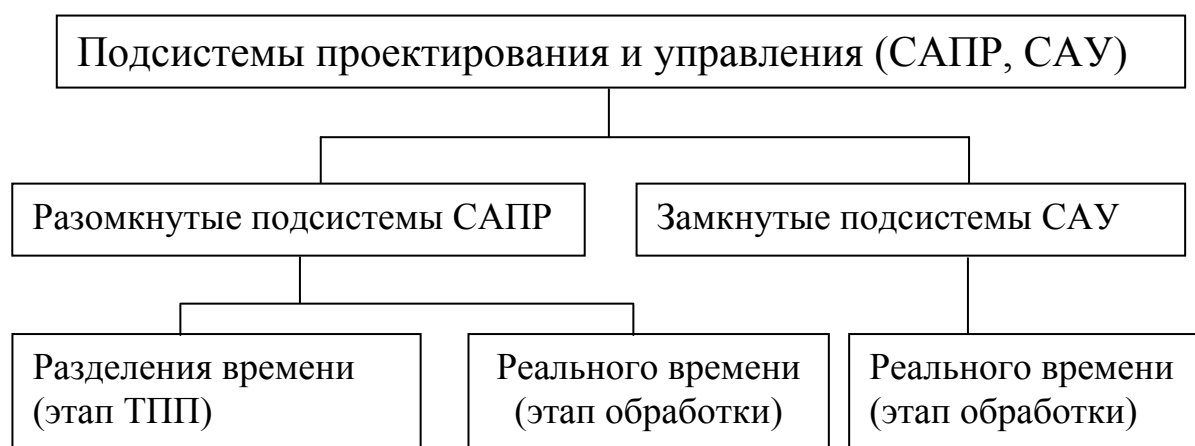 Подсистемы проектирования и управления (САПР, САУ)
Разомкнутые подсистемы САПР
Замкнутые подсистемы САУ
Разделения времени
(этап ТПП)
Реального времени
(этап обработки)
Реального времени
(этап обработки)